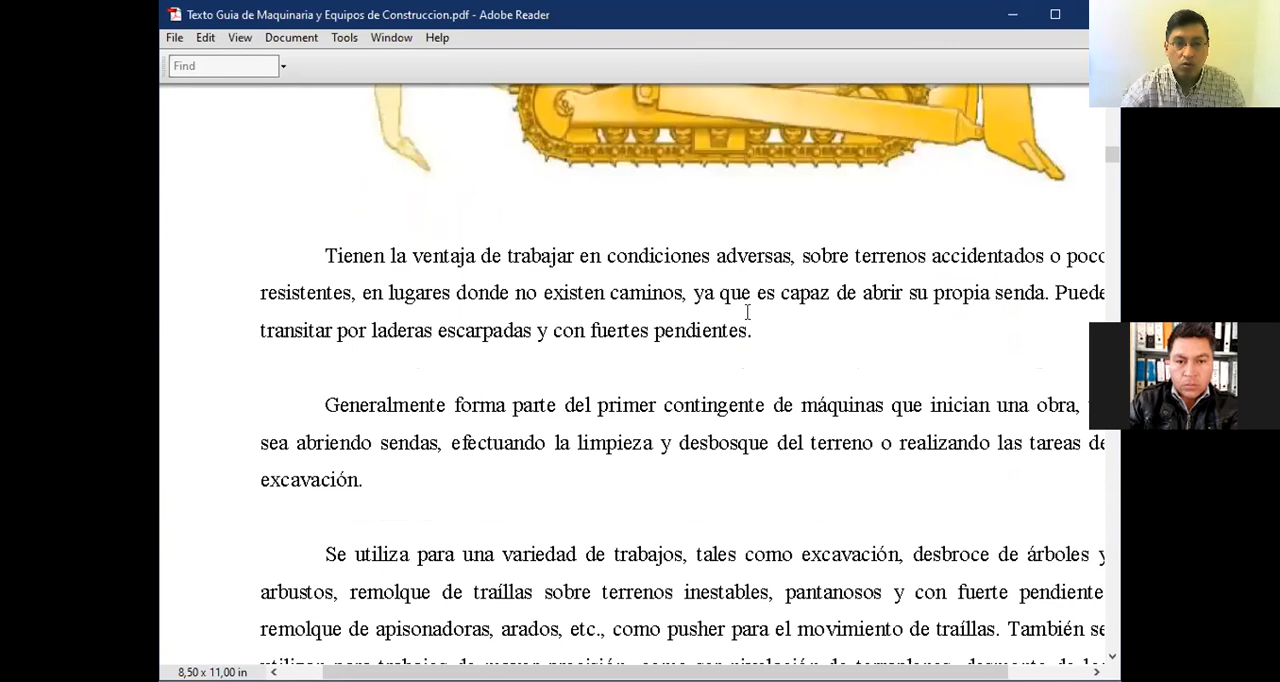 Texto Guia de Maquinaria y Equipos de Construccion.pdf - Adobe Reader
File Edit View Document Tools Window Help
Find
Tienen la ventaja de trabajar en condiciones adversas, sobre terrenos accidentados o poco
resistentes, en lugares donde no existen caminos, ya que es capaz de abrir su propia senda. Puede
transitar por laderas escarpadas y con fuertes pendientes.
Generalmente forma parte del primer contingente de máquinas que inician una obra,
sea abriendo sendas, efectuando la limpieza y desbosque del terreno o realizando las tareas de
excavación.
Se utiliza para una variedad de trabajos, tales como excavación, desbroce de árboles y
arbustos, remolque de traíllas sobre terrenos inestables, pantanosos y con fuerte pendiente
remolque de apisonadoras, arados, etc., como pusher para el movimiento de traíllas. También se
8,50 x 11,00 in